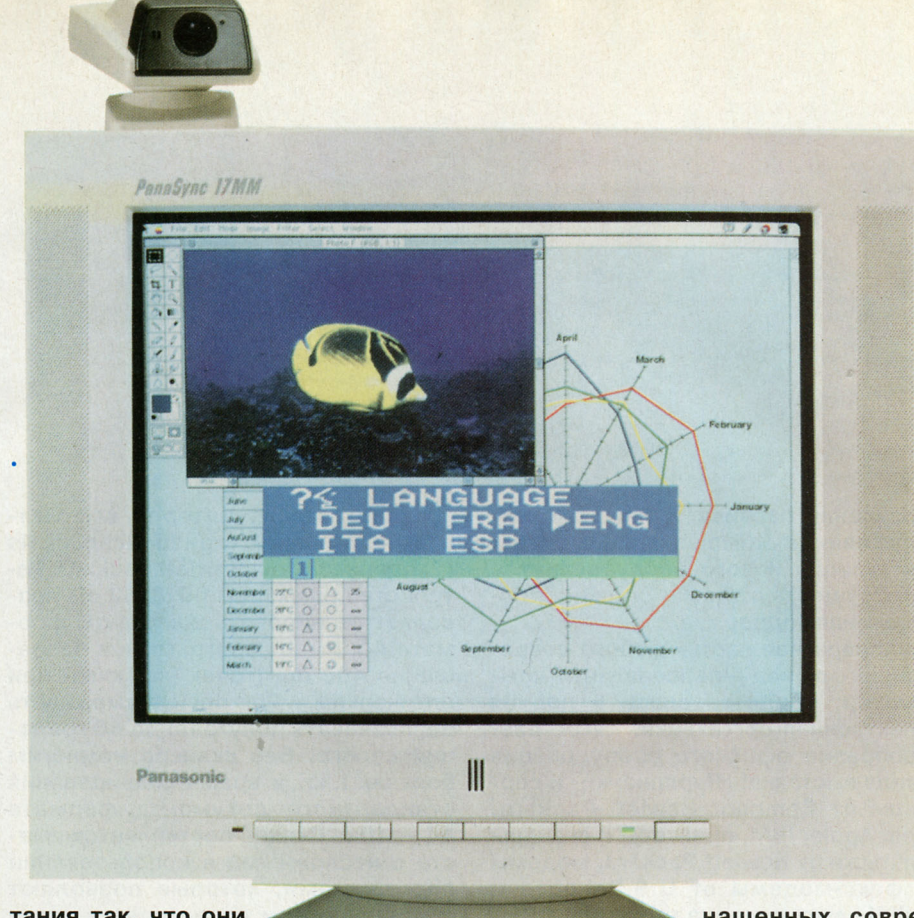 PanaSync 17MM
File Edit Mode Image Filter Select Window
April
March
February
January
December
November
October
September
August
?  LANGUAGE
DEU FRA ▶ENG
ITA ESP
1
June
July
August
September
October
November 25
December
January
February
March
Panasonic
тания так, что они
нащенных совре